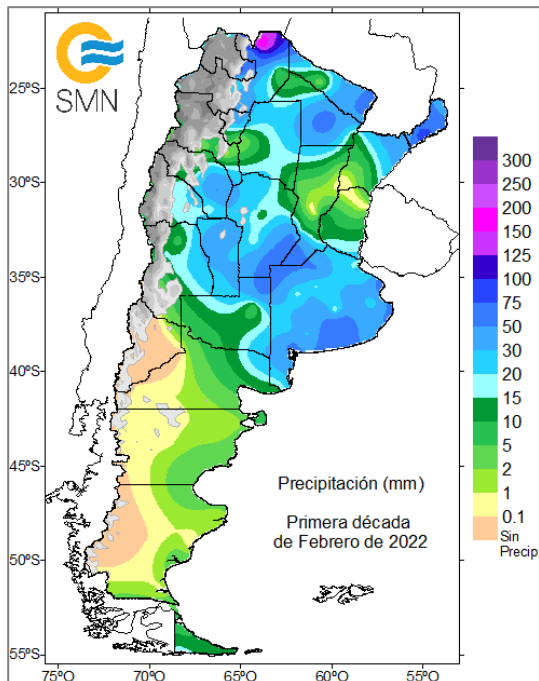 SMN
25ºS
30ºS
35ºS
40ºS
45ºS
50ºS
55ºS
75ºO
70ºO
65ºO
60ºO
55ºO
Precipitación (mm)
Primera década
de Febrero de 2022
300
250
200
150
125
100
75
50
30
20
15
10
5
2
1
0.1
Sin
Precip